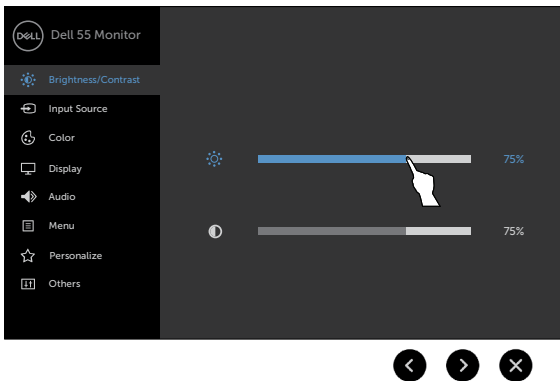 DELL Dell 55 Monitor
Brightness/Contrast
Input Source
Color
Display
Audio
Menu
Personalize
Others
75%
75%